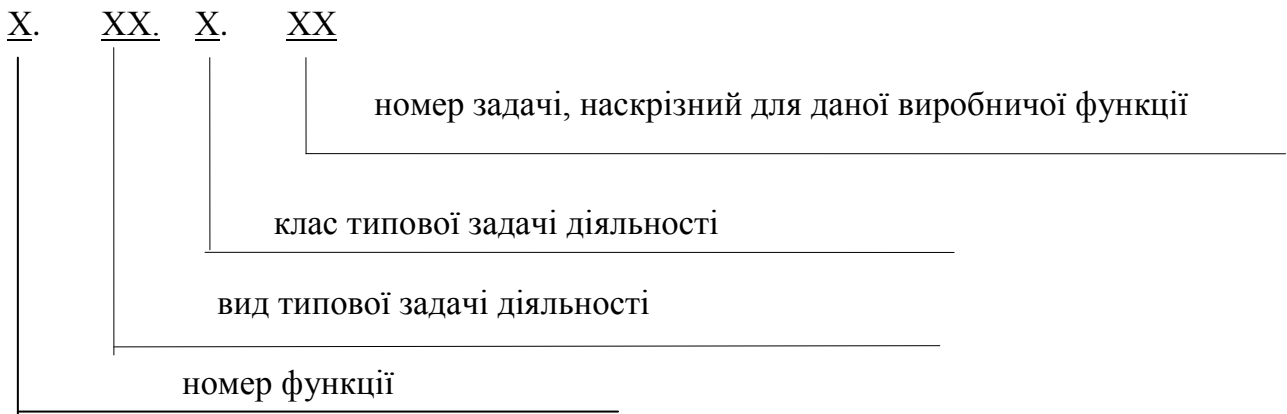 Х. ХХ. Х. ХХ
номер задачі, наскрізний для даної виробничої функції
клас типової задачі діяльності
вид типової задачі діяльності
номер функції